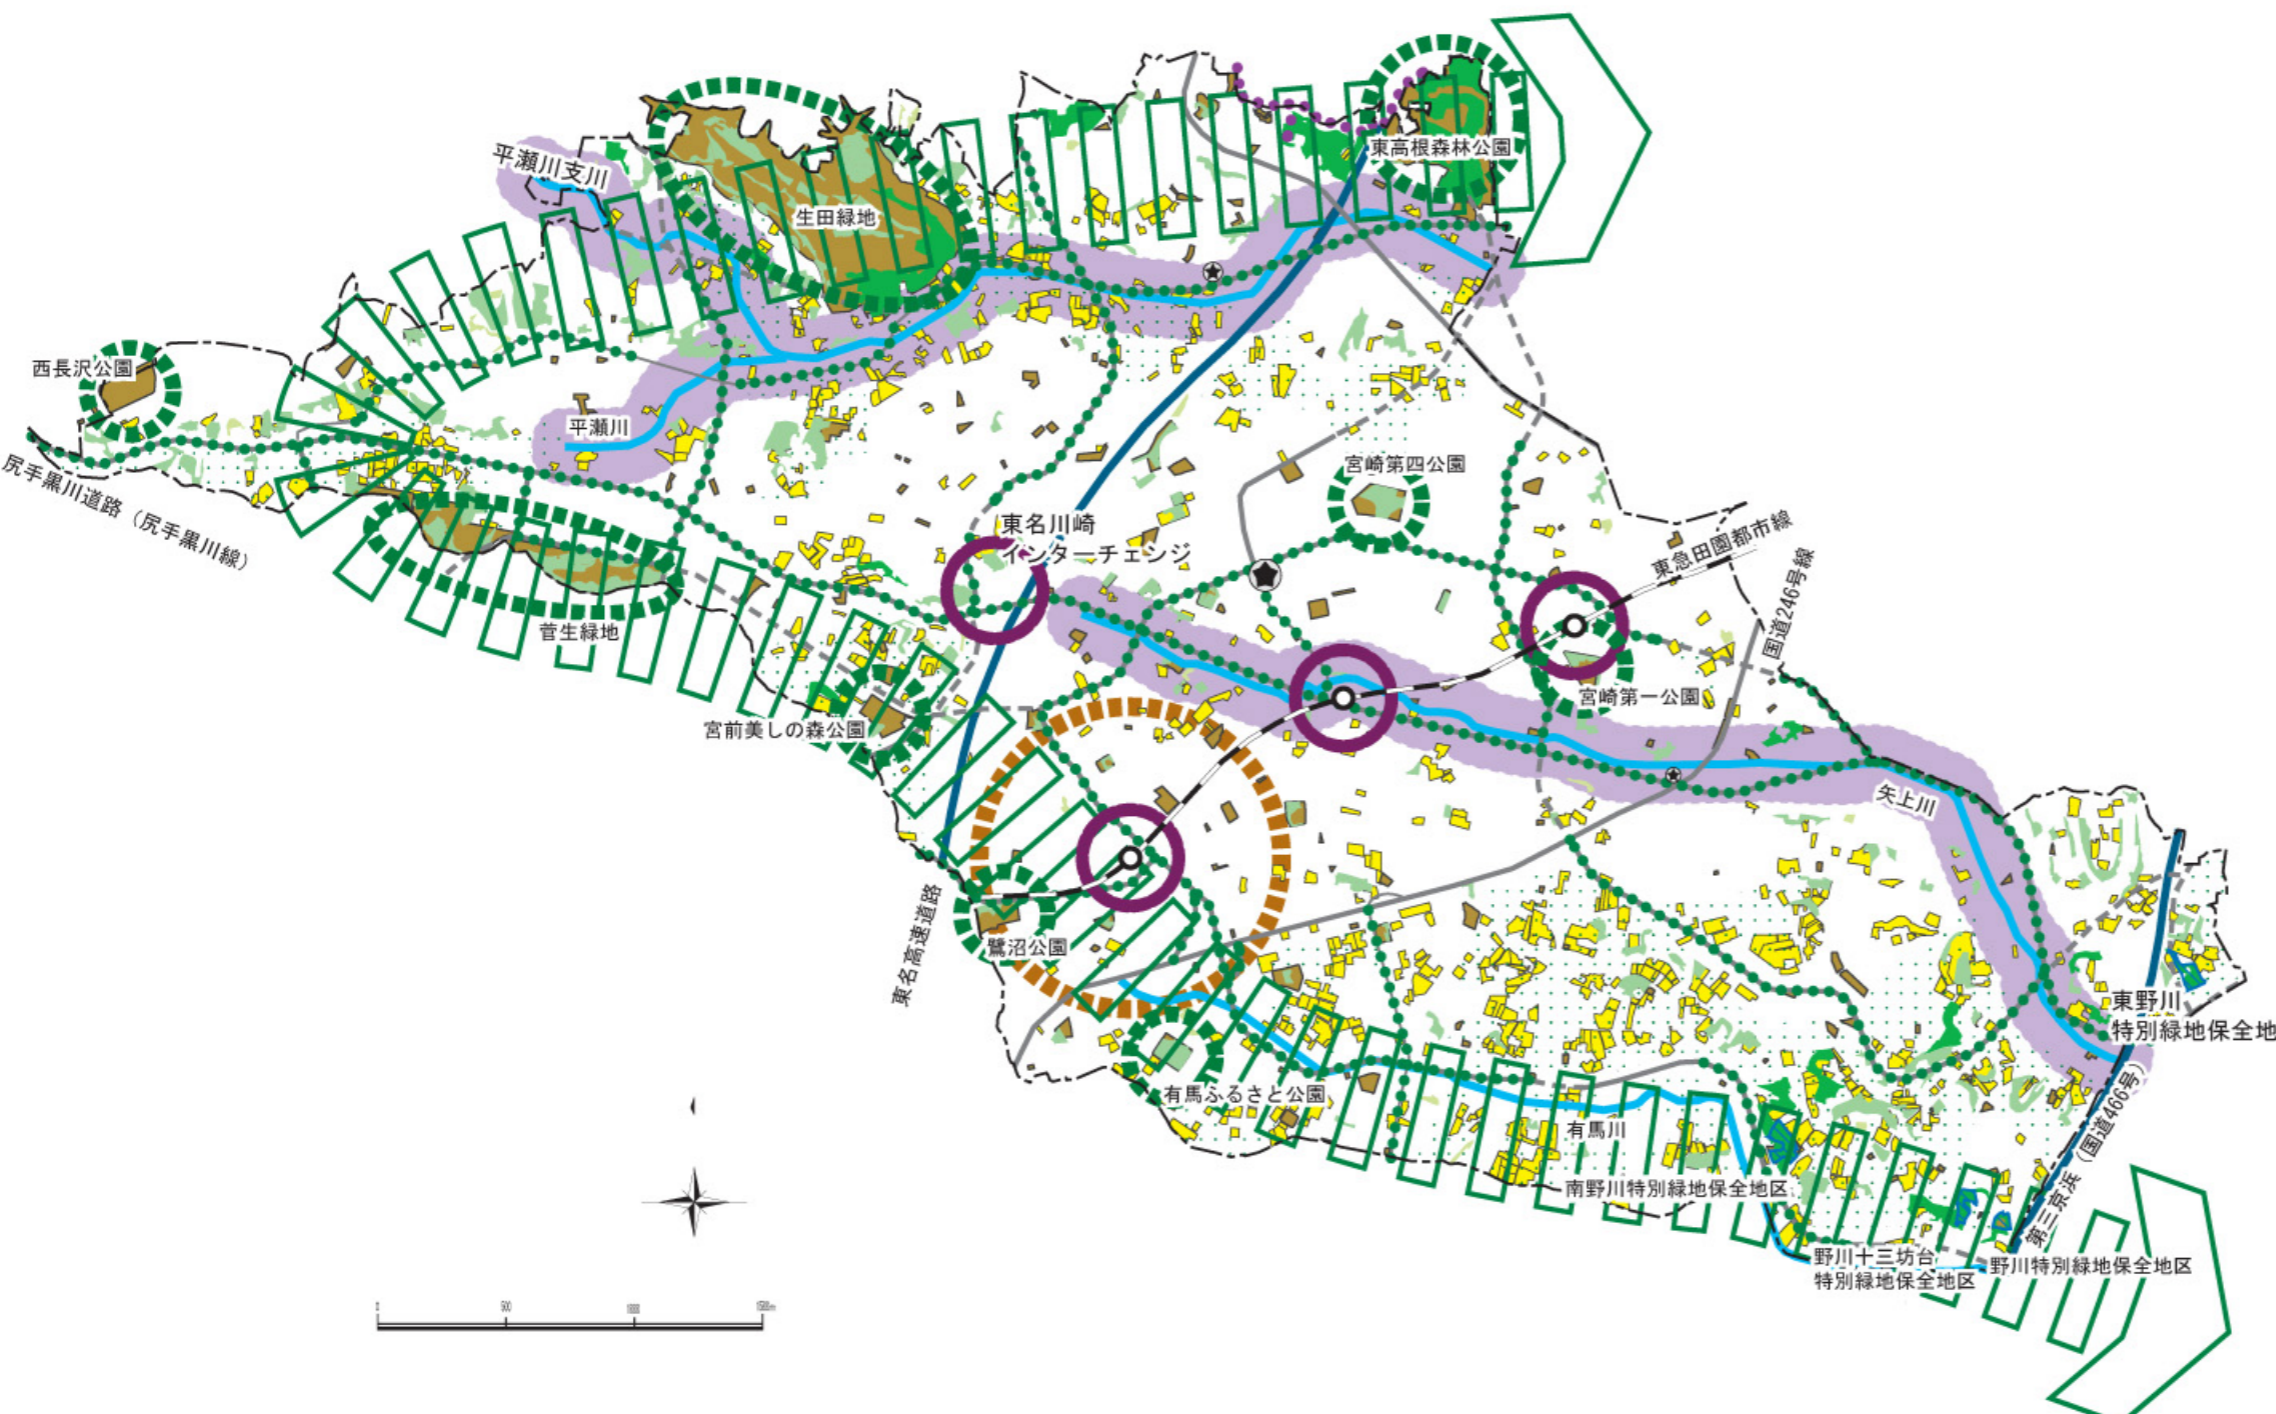 東高根森林公園
平瀬川支川
生田緑地
西長沢公園
平瀬川
尻手黒川道路（尻手黒川線）
宮崎第四公園
東名川崎
インターチェンジ
東急田園都市線
国道246号線
菅生緑地
宮崎第一公園
宮前美しの森公園
矢上川
東名高速道路
鷺沼公園
東野川
特別緑地保全地
有馬ふるさと公園
有馬川
南野川特別緑地保全地区
第三京浜（国道466号）
野川十三坊台
特別緑地保全地区
野川特別緑地保全地区
0 500 1000 1500m